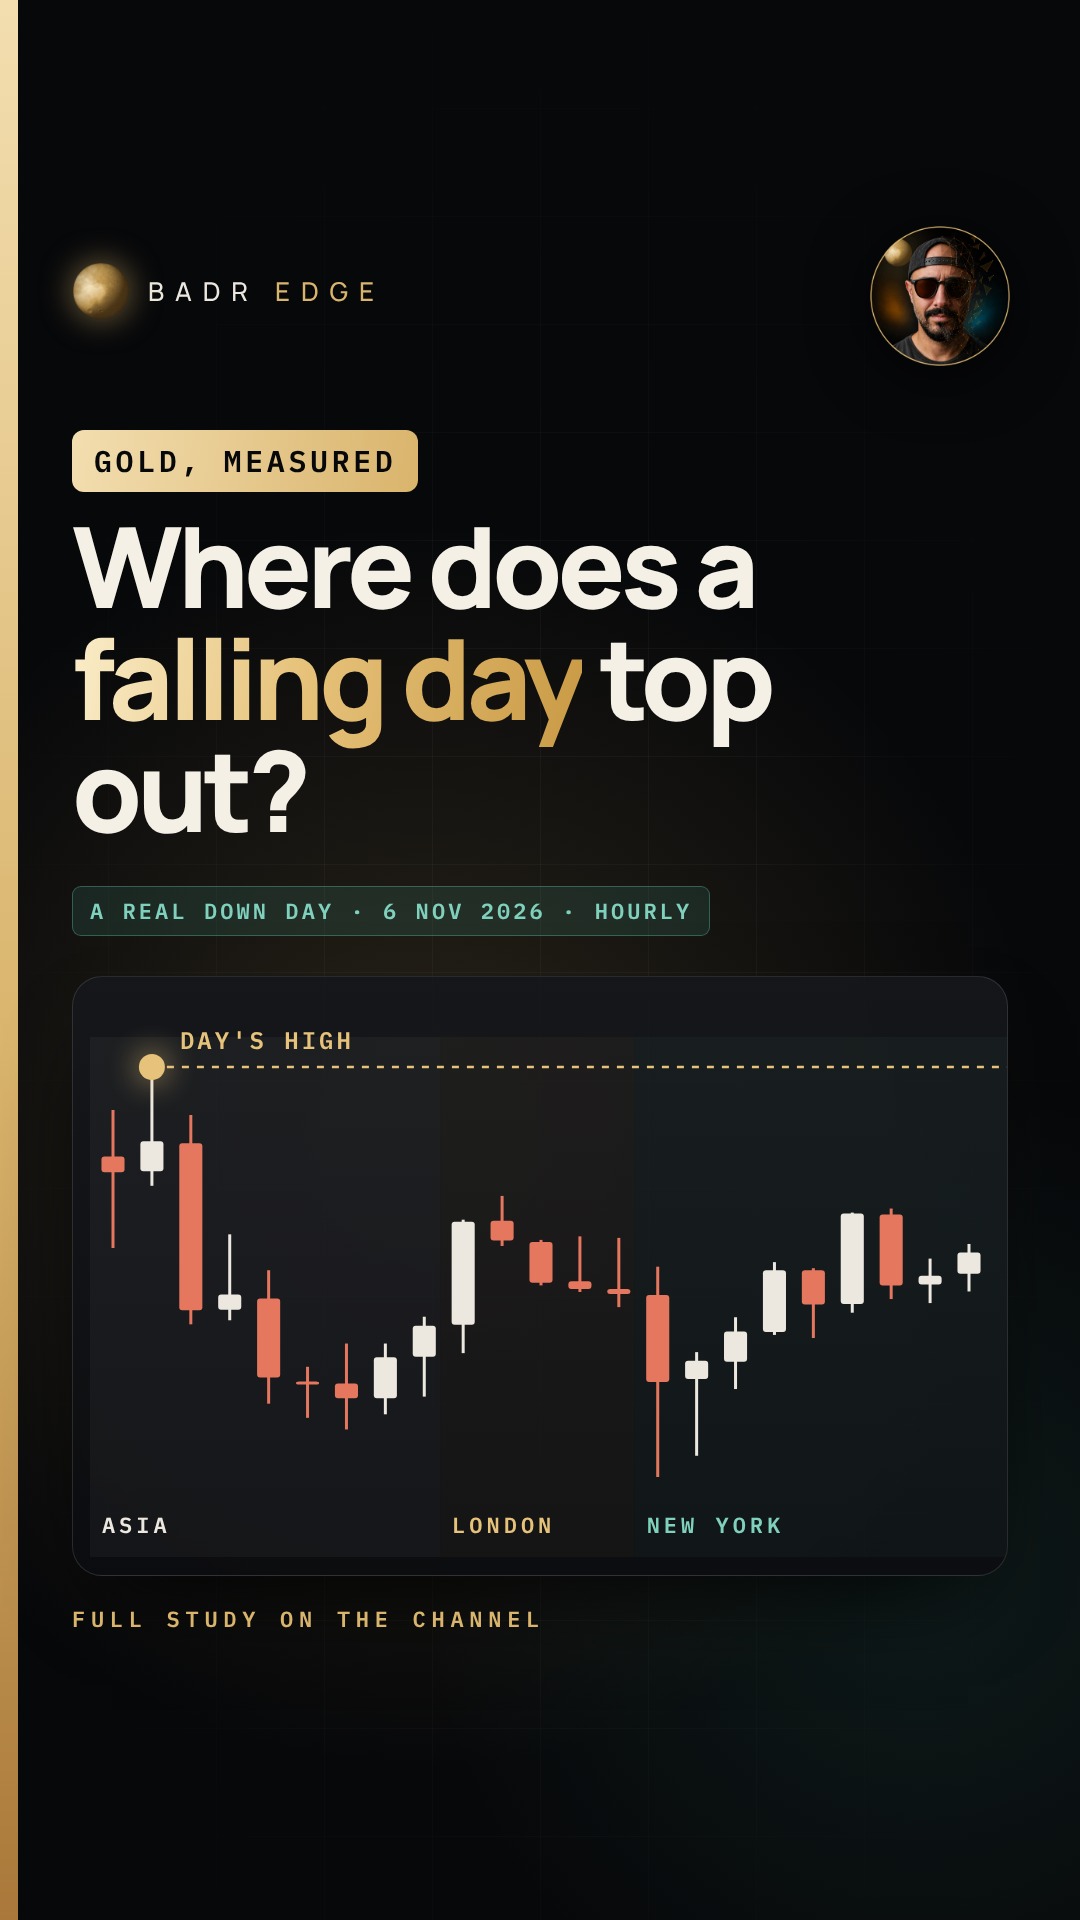 BADR EDGE
GOLD, MEASURED
Where does a
falling day top
out?
A REAL DOWN DAY · 6 NOV 2026 · HOURLY
DAY'S HIGH
ASIA
LONDON
NEW YORK
FULL STUDY ON THE CHANNEL